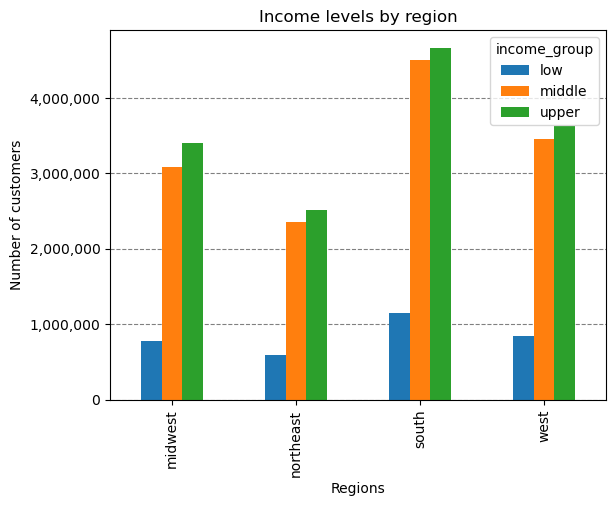 Income levels by region
income_group
low
middle
upper
Number of customers
4,000,000
3,000,000
2,000,000
1,000,000
0
midwest
northeast
south
west
Regions